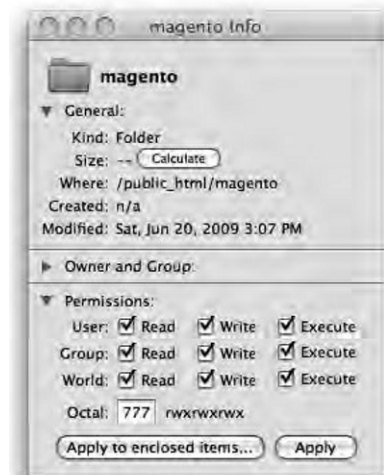 magento Info
magento
General:
Kind: Folder
Size: -- Calculate
Where: /public_html/magento
Created: n/a
Modified: Sat, Jun 20, 2009 3:07 PM
Owner and Group:
Permissions:
User: Read Write Execute
Group: Read Write Execute
World: Read Write Execute
Octal: 777 rwxrwxrwx
Apply to enclosed items... Apply